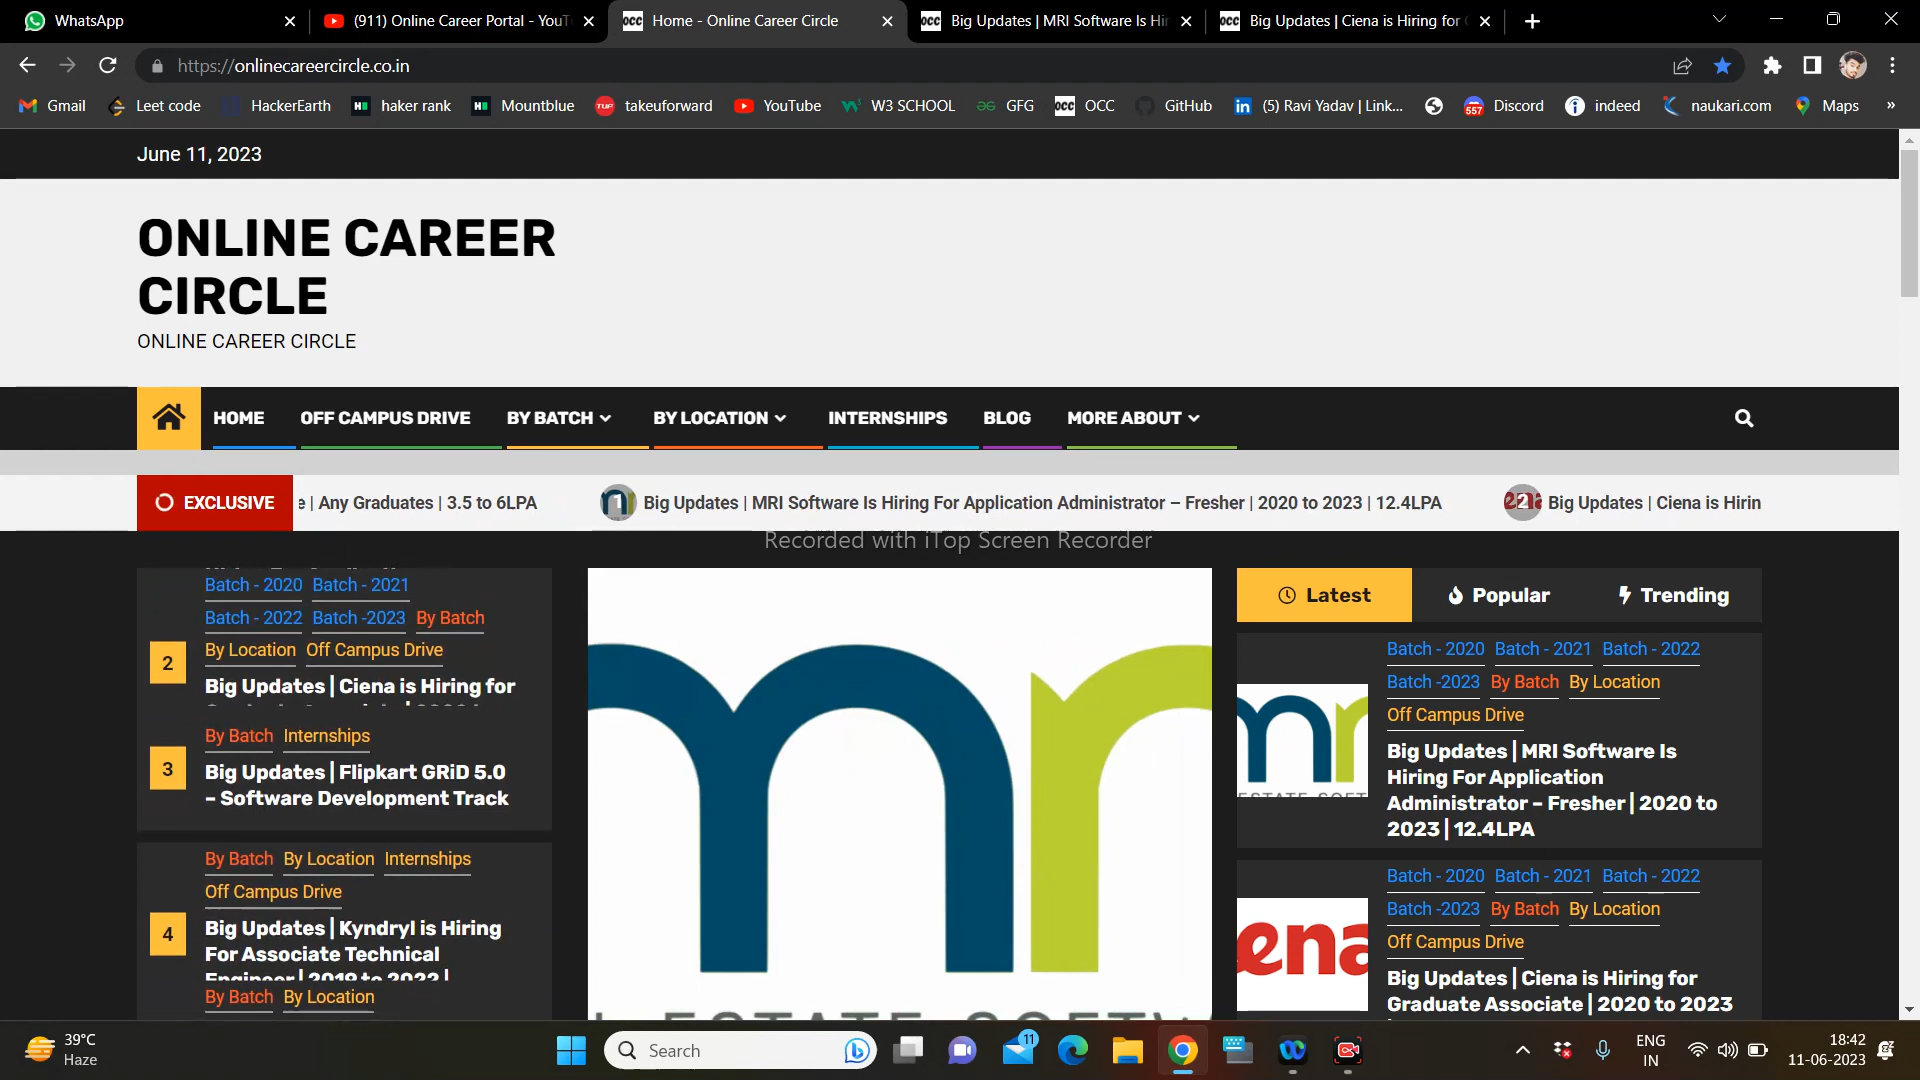 WhatsApp
(911) Online Career Portal - YouT
Home - Online Career Circle
Big Updates | MRI Software Is Hir
Big Updates | Ciena is Hiring for
https://onlinecareercircle.co.in
Gmail
Leet code
HackerEarth
haker rank
Mountblue
takeuforward
YouTube
W3 SCHOOL
GFG
OCC
GitHub
(5) Ravi Yadav | Link...
557
Discord
indeed
naukari.com
Maps
»
June 11, 2023
ONLINE CAREER
CIRCLE
ONLINE CAREER CIRCLE
HOME
OFF CAMPUS DRIVE
BY BATCH
BY LOCATION
INTERNSHIPS
BLOG
MORE ABOUT
EXCLUSIVE
e | Any Graduates | 3.5 to 6LPA
1
Big Updates | MRI Software Is Hiring For Application Administrator – Fresher | 2020 to 2023 | 12.4LPA
2
Big Updates | Ciena is Hirin
Recorded with iTop Screen Recorder
Batch - 2020 Batch - 2021
Batch - 2022 Batch -2023 By Batch
2
By Location Off Campus Drive
Big Updates | Ciena is Hiring for
By Batch Internships
3
Big Updates | Flipkart GRiD 5.0
– Software Development Track
By Batch By Location Internships
Off Campus Drive
4
Big Updates | Kyndryl is Hiring
For Associate Technical
Engineer | 2019 to 2022 |
By Batch By Location
Latest
Popular
Trending
Batch - 2020 Batch - 2021 Batch - 2022
Batch -2023 By Batch By Location
Off Campus Drive
Big Updates | MRI Software Is
Hiring For Application
Administrator – Fresher | 2020 to
2023 | 12.4LPA
Batch - 2020 Batch - 2021 Batch - 2022
Batch -2023 By Batch By Location
Off Campus Drive
Big Updates | Ciena is Hiring for
Graduate Associate | 2020 to 2023
39°C
Haze
Search
11
ENG
IN
18:42
11-06-2023